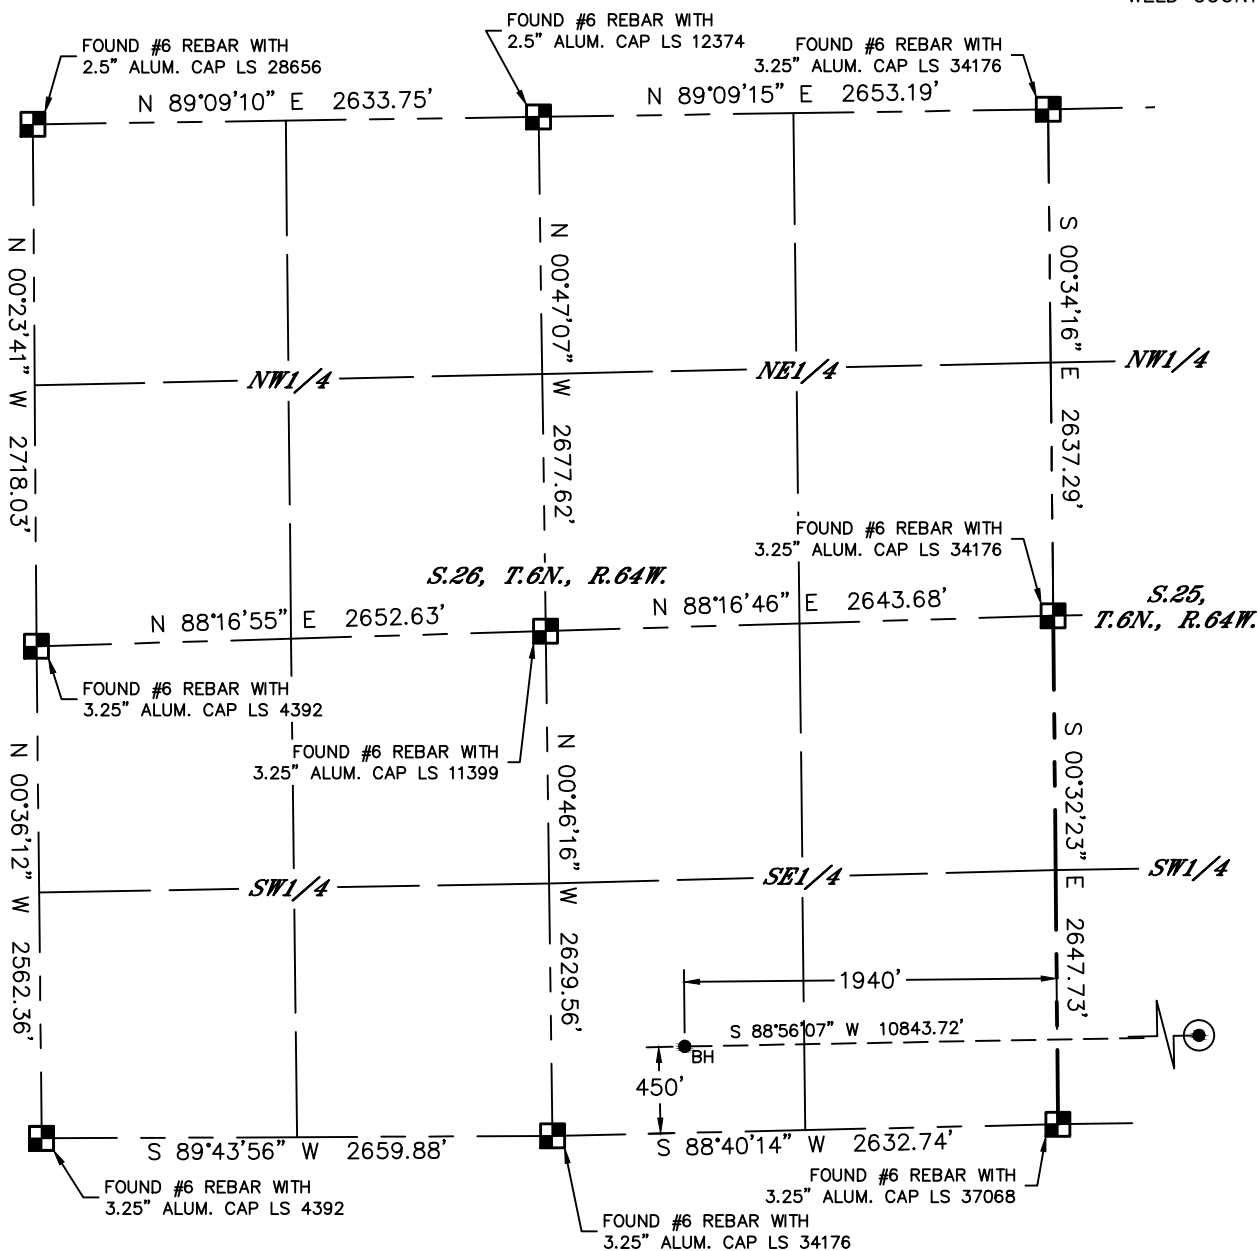 FOUND #6 REBAR WITH
2.5" ALUM. CAP LS 28656
FOUND #6 REBAR WITH
2.5" ALUM. CAP LS 12374
FOUND #6 REBAR WITH
3.25" ALUM. CAP LS 34176
N 89°09'10" E 2633.75'
N 89°09'15" E 2653.19'
N 00°23'41" W 2718.03'
N 00°47'07" W 2677.62'
S 00°34'16" E 2637.29'
NW1/4
NE1/4
NW1/4
FOUND #6 REBAR WITH
3.25" ALUM. CAP LS 34176
S.26, T.6N., R.64W.
S.25,
T.6N., R.64W.
N 88°16'55" E 2652.63'
N 88°16'46" E 2643.68'
FOUND #6 REBAR WITH
3.25" ALUM. CAP LS 4392
FOUND #6 REBAR WITH
3.25" ALUM. CAP LS 11399
N 00°36'12" W 2562.36'
N 00°46'16" W 2629.56'
S 00°32'23" E 2647.73'
SW1/4
SE1/4
SW1/4
1940'
S 88°56'07" W 10843.72'
BH
450'
S 89°43'56" W 2659.88'
S 88°40'14" W 2632.74'
FOUND #6 REBAR WITH
3.25" ALUM. CAP LS 4392
FOUND #6 REBAR WITH
3.25" ALUM. CAP LS 37068
FOUND #6 REBAR WITH
3.25" ALUM. CAP LS 34176